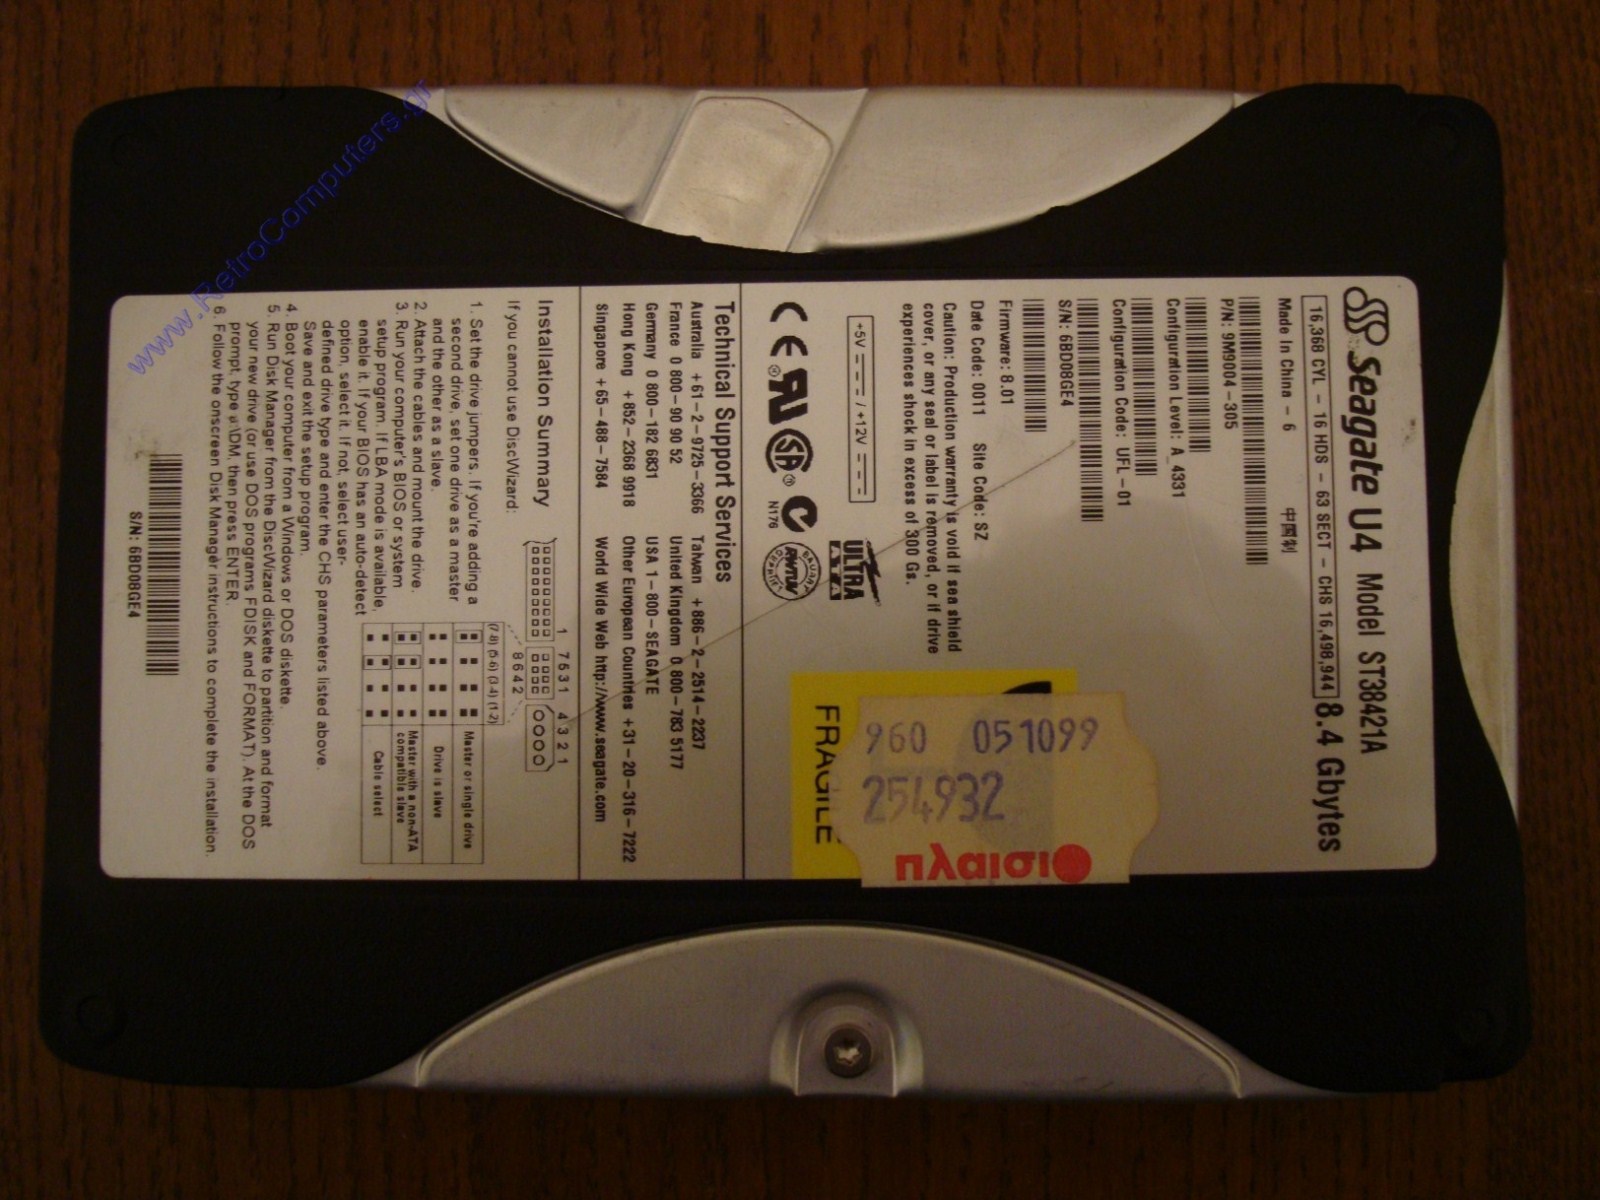 Seagate U4 Model ST38421A
16,368 CYL - 16 HDS - 63 SECT - CHS 16,498,944 8.4 Gbytes
Made In China - 6 中国制
P/N: 9M9004-305
Configuration Level: A 4331
Configuration Code: UFL-01
S/N: 6BD08GE4
Firmware: 8.01
Date Code: 0011 Site Code: SZ
Caution: Production warranty is void if sea shield
cover, or any seal or label is removed, or if drive
experiences shock in excess of 300 Gs.
+5V / +12V
N176
ULTRA
ATA
FRAGILE
960 051099
254932
πλαίσιο
Technical Support Services
Australia +61-2-9725-3366 Taiwan +886-2-2514-2237
France 0 800-90 90 52 United Kingdom 0 800-783 5177
Germany 0 800-182 6831 USA 1-800-SEAGATE
Hong Kong +852-2368 9918 Other European Countries +31-20-316-7222
Singapore +65-488-7584 World Wide Web http://www.seagate.com
Installation Summary
If you cannot use DiscWizard:
1. Set the drive jumpers. If you're adding a
second drive, set one drive as a master
and the other as a slave.
2. Attach the cables and mount the drive.
3. Run your computer's BIOS or system
setup program. If LBA mode is available,
enable it. If your BIOS has an auto-detect
option, select it. If not, select user-
defined drive type and enter the CHS parameters listed above.
Save and exit the setup program.
4. Boot your computer from a Windows or DOS diskette.
5. Run Disk Manager from the DiscWizard diskette to partition and format
your new drive (or use DOS programs FDISK and FORMAT). At the DOS
prompt, type a:\DM, then press ENTER.
6. Follow the onscreen Disk Manager instructions to complete the installation.
1 7531 4321
8642
(7-8) (5-6) (3-4) (1-2)
Master or single drive
Drive is slave
Master with a non-ATA
compatible slave
Cable select
S/N: 6BD08GE4
www.RetroComputers.gr